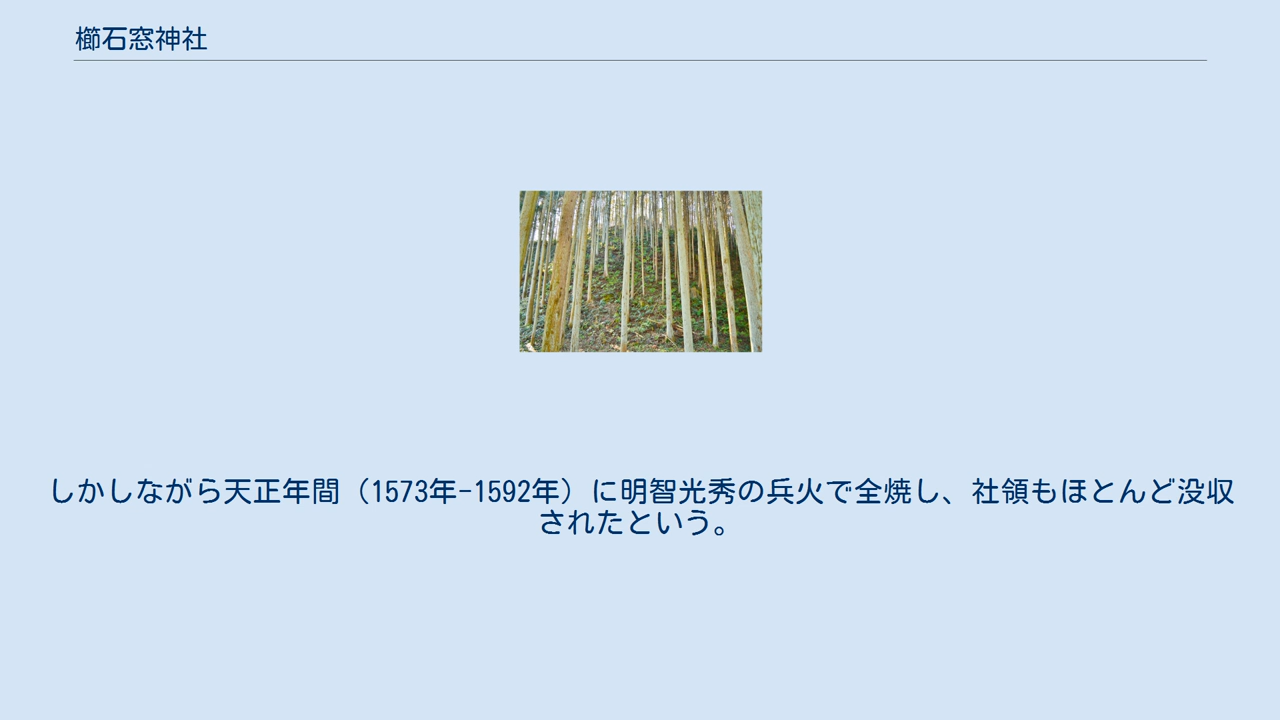 櫛石窓神社
しかしながら天正年間（1573年-1592年）に明智光秀の兵火で全焼し、社領もほとんど没収
されたという。